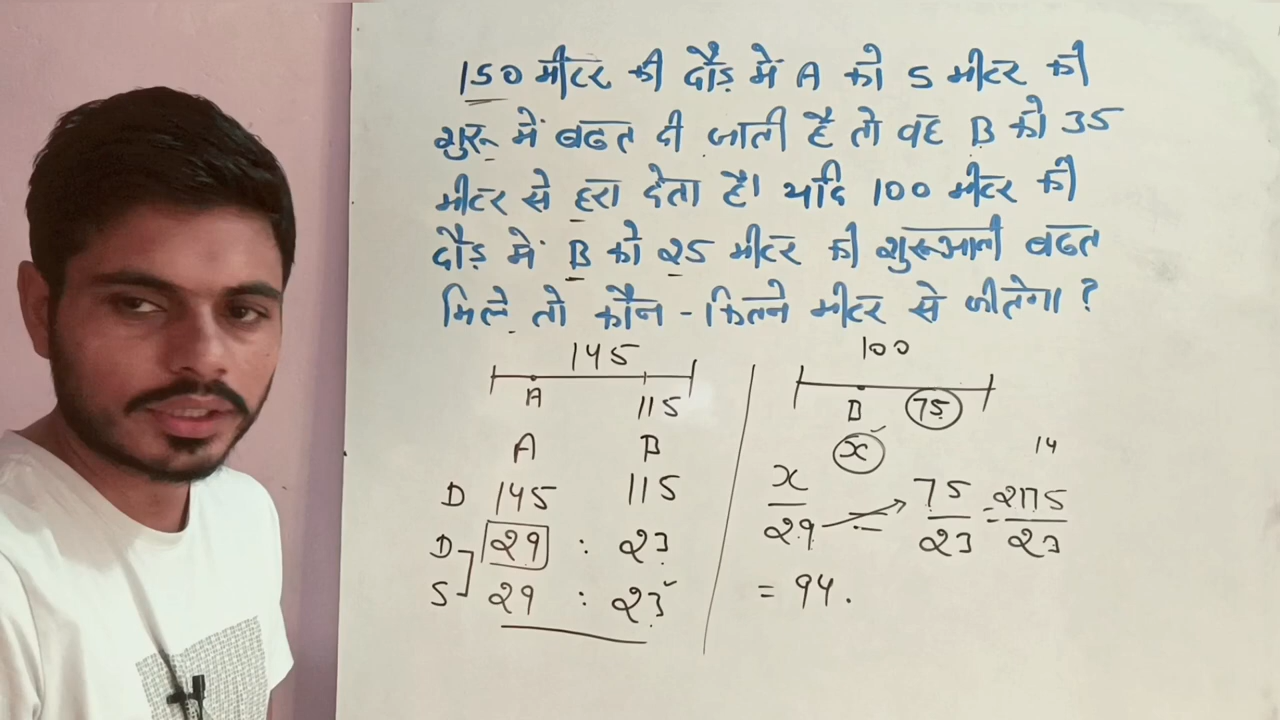 150 मीटर की दौड़ में A को 5 मीटर की
शुरू में बढत दी जाती है तो वह B को 35
मीटर से हरा देता है। यदि 100 मीटर की
दौड़ में B को 25 मीटर की शुरूआती बढत
मिले तो कौन - कितने मीटर से जीतेगा ?
145
A 115
A B
D 145 115
D 29 : 23
S 29 : 23
100
B 75
x
14
x/29 = 75/23 = 2175/23
= 94.